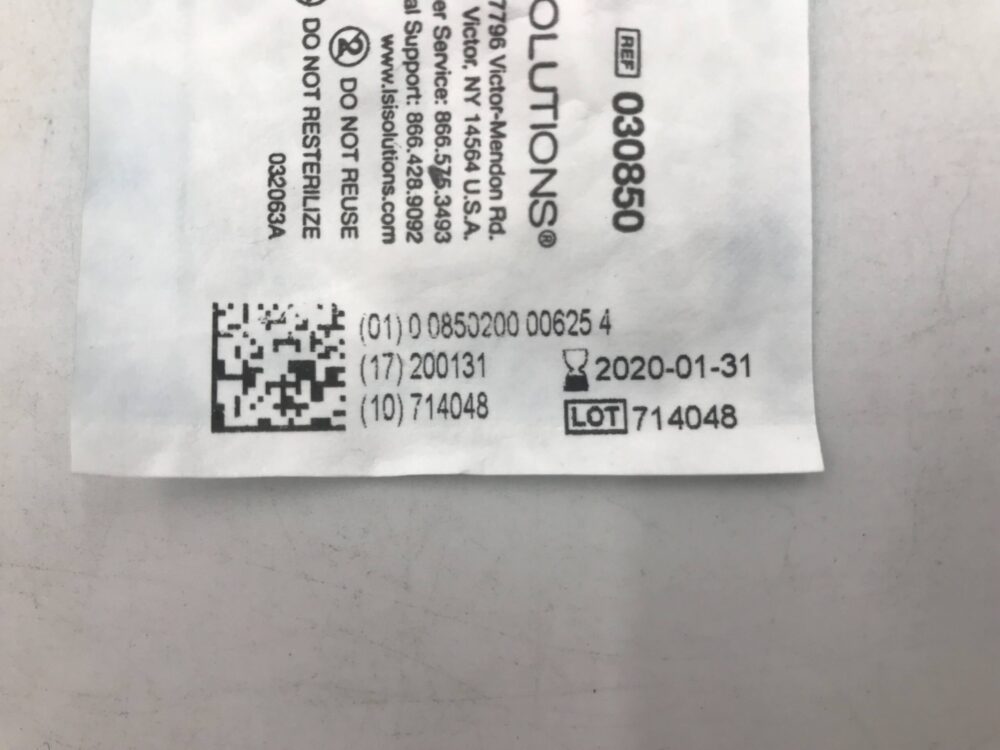 OLUTIONS®
7796 Victor-Mendon Rd.
Victor, NY 14564 U.S.A.
er Service: 866.575.3493
al Support: 866.428.9092
www.lsisolutions.com
DO NOT REUSE
DO NOT RESTERILIZE
032063A
REF 030850
(01) 0 0850200 00625 4
(17) 200131
2020-01-31
(10) 714048
LOT 714048